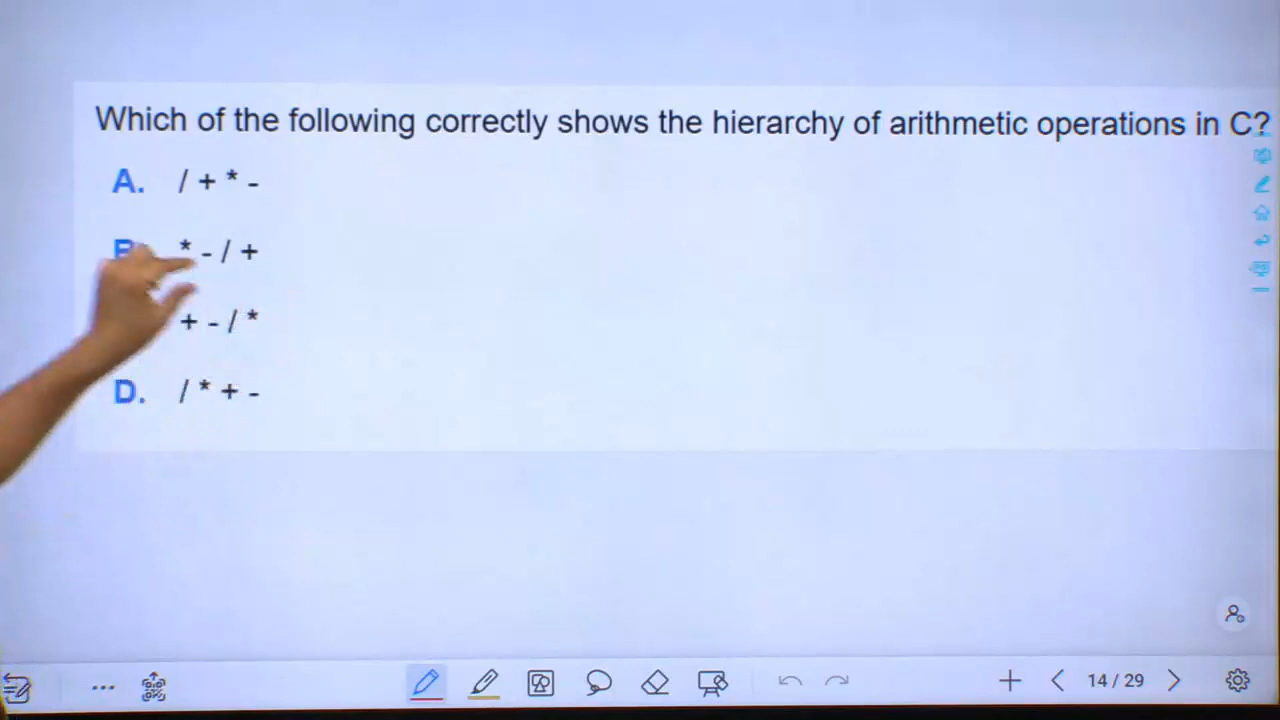 Which of the following correctly shows the hierarchy of arithmetic operations in C?
A. / + * -
* - / +
+ - / *
D. / * + -
14 / 29